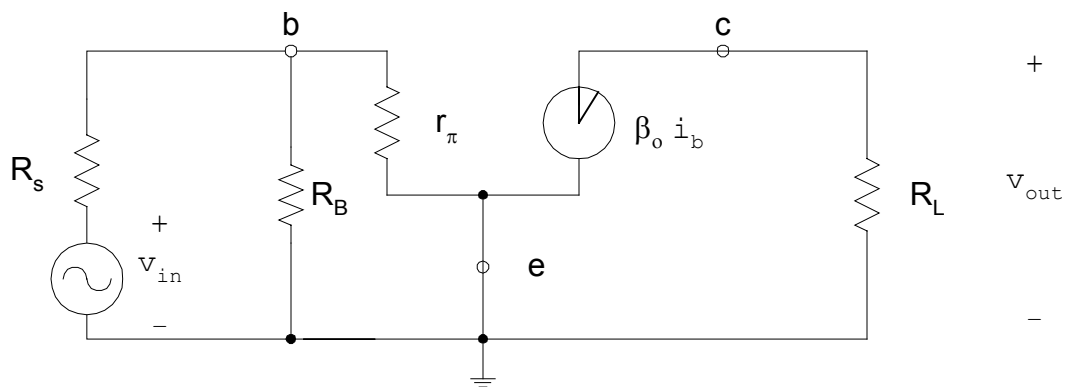 b
c
+
r_π
β_o i_b
R_s
R_B
R_L
v_out
+
v_in
e
−
−